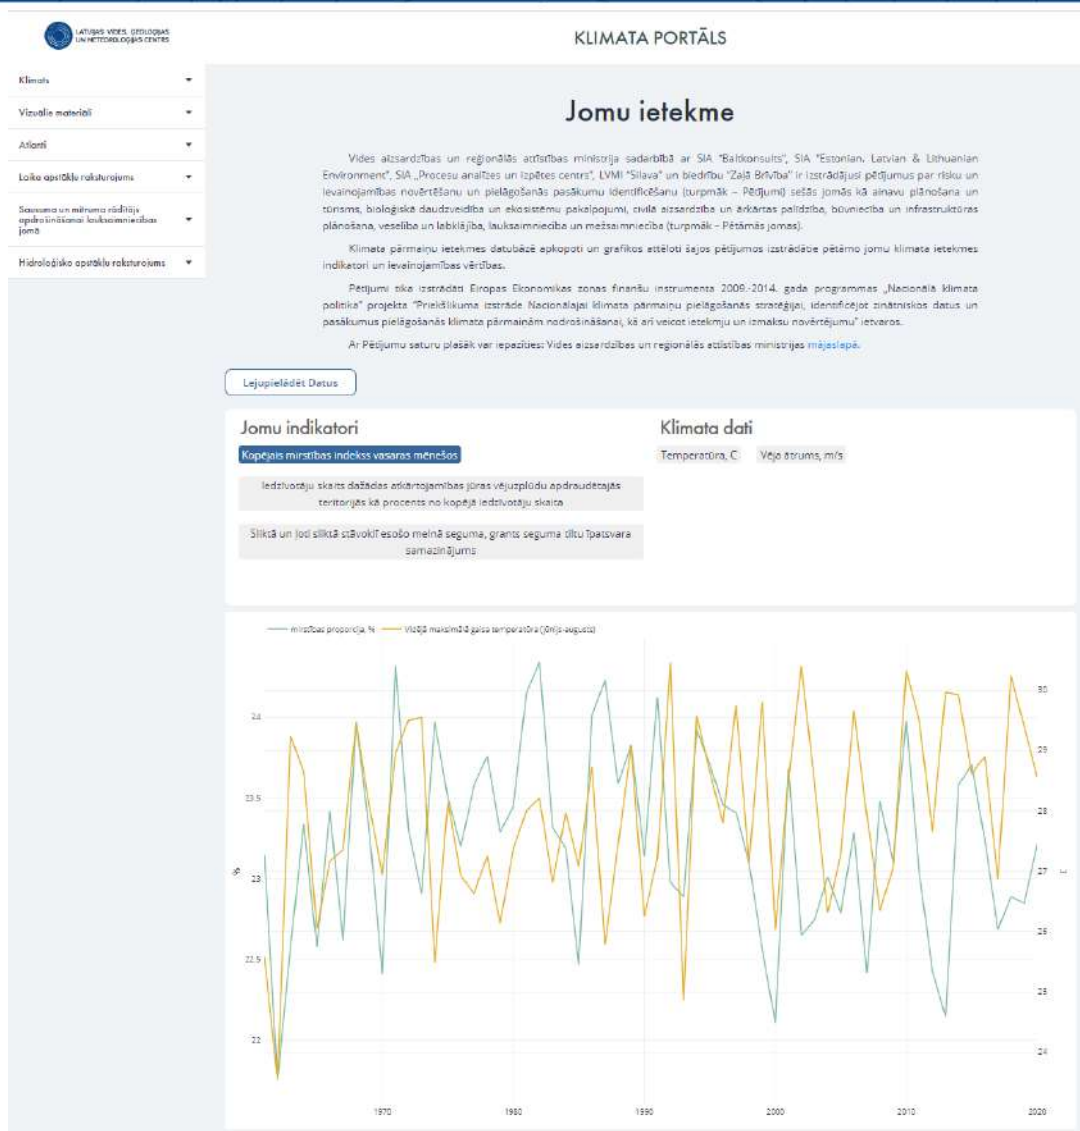 LATVIJAS VIDES, ĢEOLOĢIJAS
UN METEOROLOĢIJAS CENTRS
KLIMATA PORTĀLS
Klimats
Vizuālie materiāli
Atlanti
Laika apstākļu raksturojums
Sausuma un mitruma rādītājs
apdrošināšanai lauksaimniecības
jomā
Hidroloģisko apstākļu raksturojums
Jomu ietekme
Vides aizsardzības un reģionālās attīstības ministrija sadarbībā ar SIA "Baltkonsults", SIA "Estonian, Latvian & Lithuanian
Environment", SIA „Procesu analīzes un izpētes centrs", LVMI "Silava" un biedrību "Zaļā Brīvība" ir izstrādājusi pētījumus par risku un
ievainojamības novērtēšanu un pielāgošanās pasākumu identificēšanu (turpmāk – Pētījumi) sešās jomās kā ainavu plānošana un
tūrisms, bioloģiskā daudzveidība un ekosistēmu pakalpojumi, civilā aizsardzība un ārkārtas palīdzība, būvniecība un infrastruktūras
plānošana, veselība un labklājība, lauksaimniecība un mežsaimniecība (turpmāk – Pētāmās jomas).
Klimata pārmaiņu ietekmes datubāzē apkopoti un grafikos attēloti šajos pētījumos izstrādātie pētāmo jomu klimata ietekmes
indikatori un ievainojamības vērtības.
Pētījumi tika izstrādāti Eiropas Ekonomikas zonas finanšu instrumenta 2009.-2014. gada programmas „Nacionālā klimata
politika" projekta "Priekšlikuma izstrāde Nacionālajai klimata pārmaiņu pielāgošanās stratēģijai, identificējot zinātniskos datus un
pasākumus pielāgošanās klimata pārmaiņām nodrošināšanai, kā arī veicot ietekmju un izmaksu novērtējumu" ietvaros.
Ar Pētījumu saturu plašāk var iepazīties: Vides aizsardzības un reģionālās attīstības ministrijas mājaslapā.
Lejupielādēt Datus
Jomu indikatori
Klimata dati
Kopējais mirstības indekss vasaras mēnešos
Temperatūra, C Vēja ātrums, m/s
Iedzīvotāju skaits dažādas atkārtojamības jūras vējuzplūdu apdraudētajās
teritorijās kā procents no kopējā iedzīvotāju skaita
Sliktā un ļoti sliktā stāvoklī esošo melnā seguma, grants seguma tiltu īpatsvara
samazinājums
mirstības proporcija, % Vidējā maksimālā gaisa temperatūra (jūnijs-augusts)
30
24
29
23.5
28
%
23
27
26
22.5
25
22
24
1970 1980 1990 2000 2010 2020